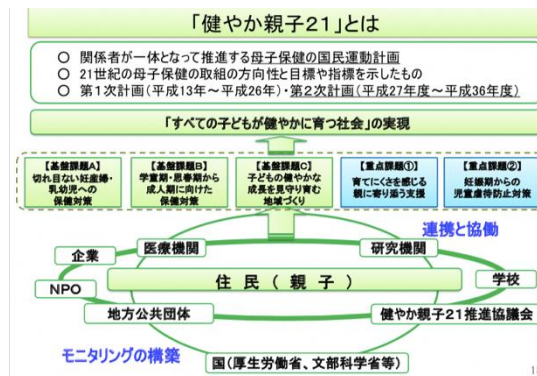 「健やか親子21」とは
○ 関係者が一体となって推進する母子保健の国民運動計画
○ 21世紀の母子保健の取組の方向性と目標や指標を示したもの
○ 第1次計画(平成13年～平成26年)・第2次計画(平成27年度～平成36年度)
「すべての子どもが健やかに育つ社会」の実現
【基盤課題A】
切れ目ない妊産婦・
乳幼児への
保健対策
【基盤課題B】
学童期・思春期から
成人期に向けた
保健対策
【基盤課題C】
子どもの健やかな
成長を見守り育む
地域づくり
【重点課題①】
育てにくさを感じる
親に寄り添う支援
【重点課題②】
妊娠期からの
児童虐待防止対策
連携と協働
医療機関
研究機関
企業
学校
住民(親子)
NPO
地方公共団体
健やか親子21推進協議会
モニタリングの構築
国(厚生労働省、文部科学省等)